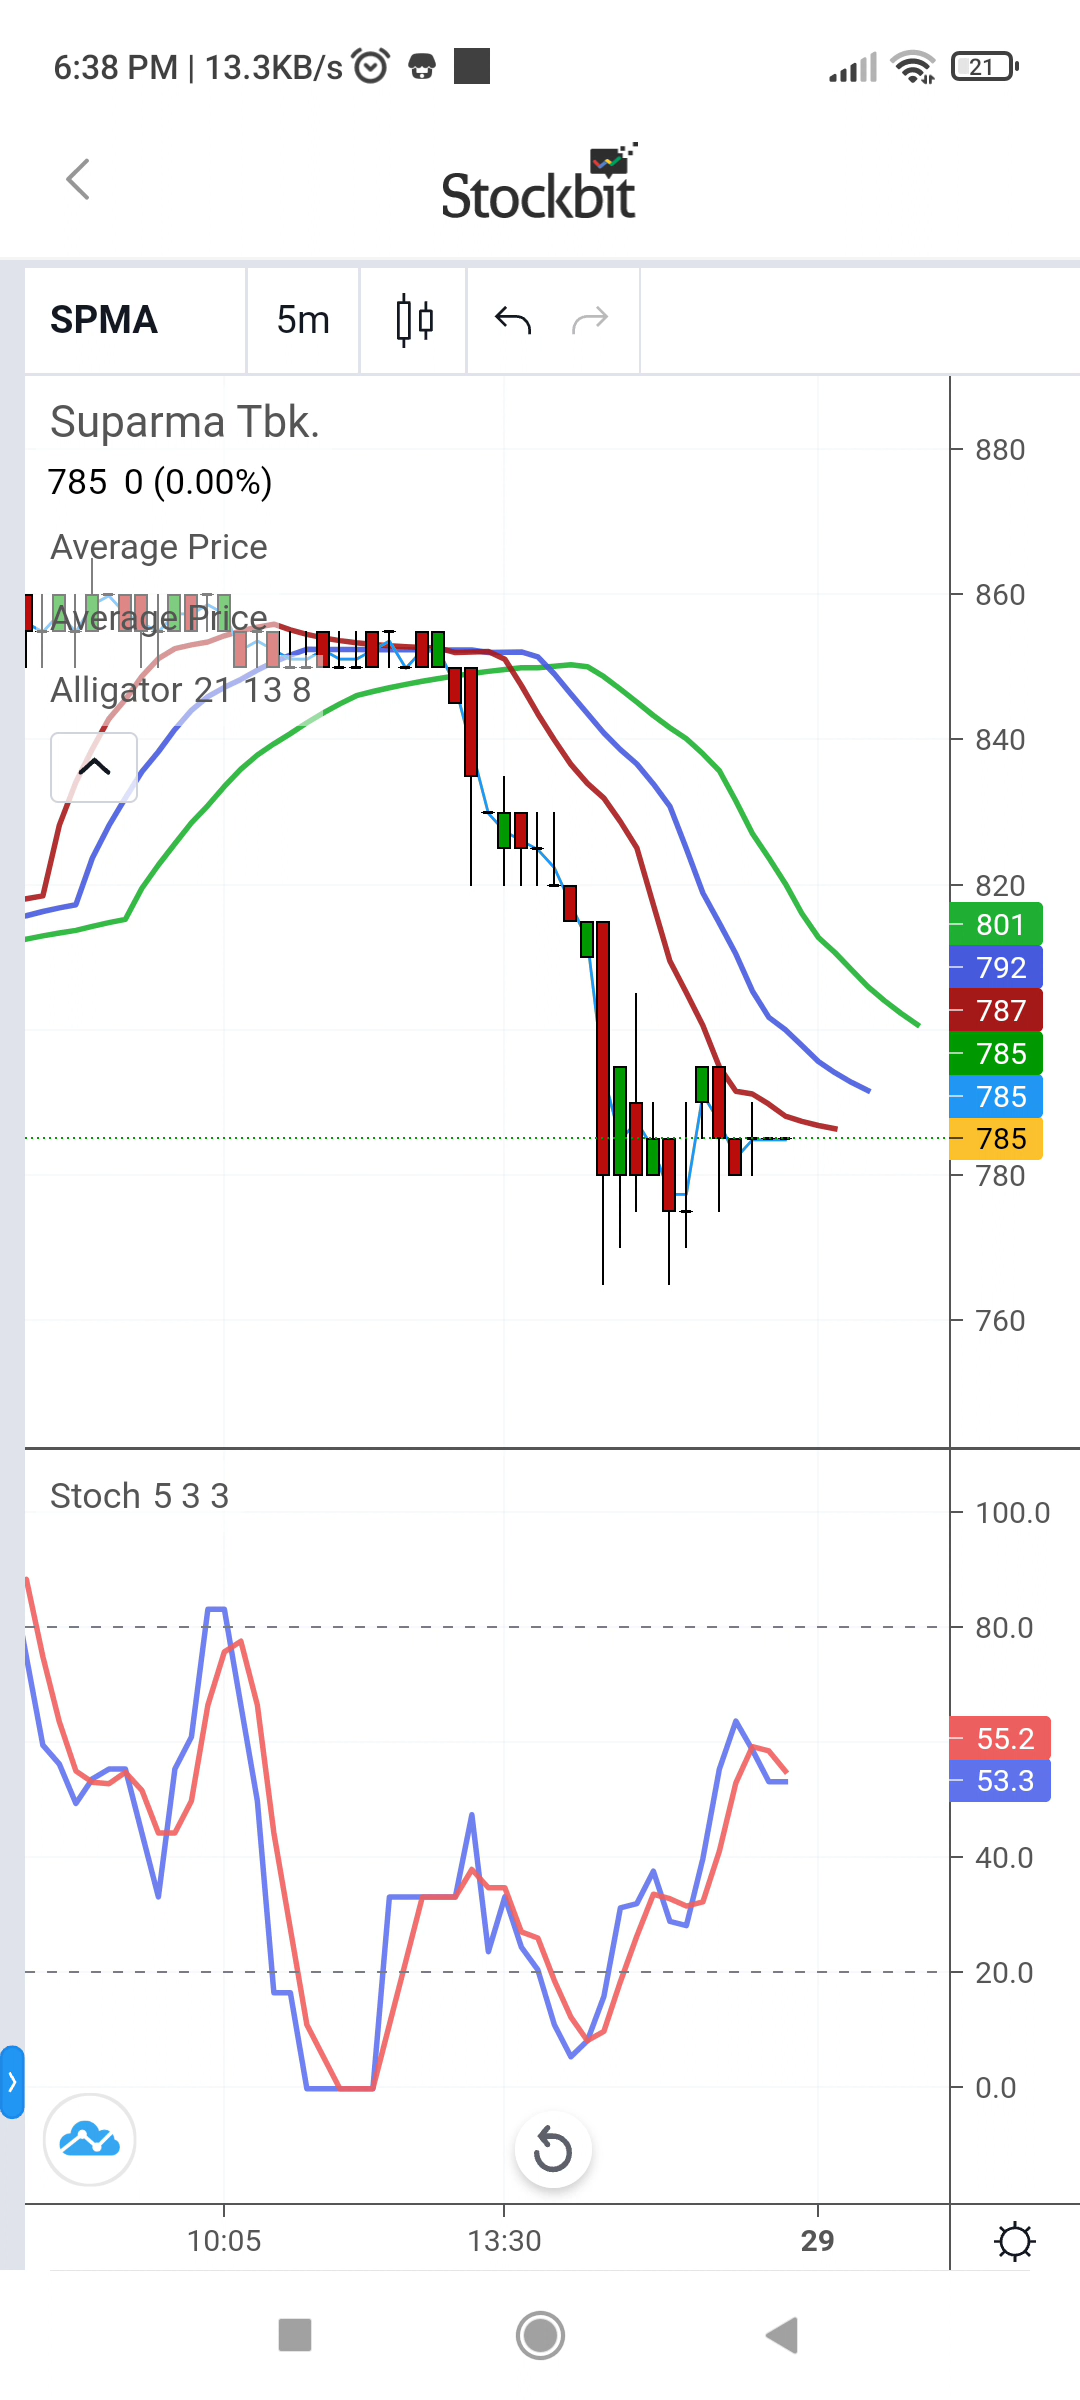 6:38 PM | 13.3KB/s
21
Stockbit
SPMA 5m
Suparma Tbk.
785 0 (0.00%)
Average Price
Average Price
Alligator 21 13 8
880
860
840
820
801
792
787
785
785
785
780
760
Stoch 5 3 3
100.0
80.0
55.2
53.3
40.0
20.0
0.0
10:05 13:30 29